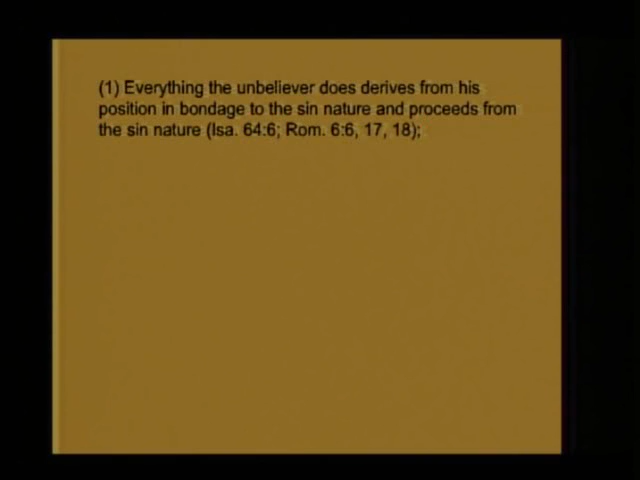 (1) Everything the unbeliever does derives from his
position in bondage to the sin nature and proceeds from
the sin nature (Isa. 64:6; Rom. 6:6, 17, 18);